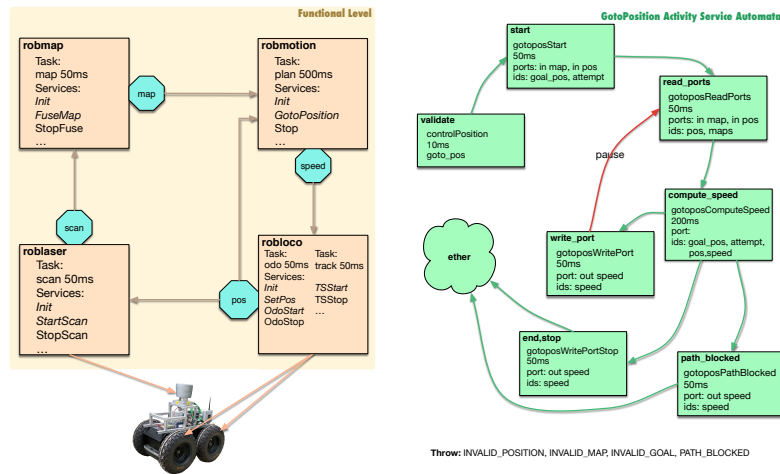 Functional Level
robmap
Task:
map 50ms
Services:
Init
FuseMap
StopFuse
...
map
robmotion
Task:
plan 500ms
Services:
Init
GotoPosition
Stop
...
speed
scan
roblaser
Task:
scan 50ms
Services:
Init
StartScan
StopScan
...
pos
robloco
Task: Task:
odo 50ms track 50ms
Services:
Init TSStart
SetPos TSStop
OdoStart ...
OdoStop
GotoPosition Activity Service Automata
start
gotoposStart
50ms
ports: in map, in pos
ids: goal_pos, attempt
read_ports
gotoposReadPorts
50ms
ports: in map, in pos
ids: pos, maps
validate
controlPosition
10ms
goto_pos
pause
compute_speed
gotoposComputeSpeed
200ms
port:
ids: goal_pos, attempt,
pos,speed
write_port
gotoposWritePort
50ms
port: out speed
ids: speed
ether
end,stop
gotoposWritePortStop
50ms
port: out speed
ids: speed
path_blocked
gotoposPathBlocked
50ms
port: out speed
ids: speed
Throw: INVALID_POSITION, INVALID_MAP, INVALID_GOAL, PATH_BLOCKED